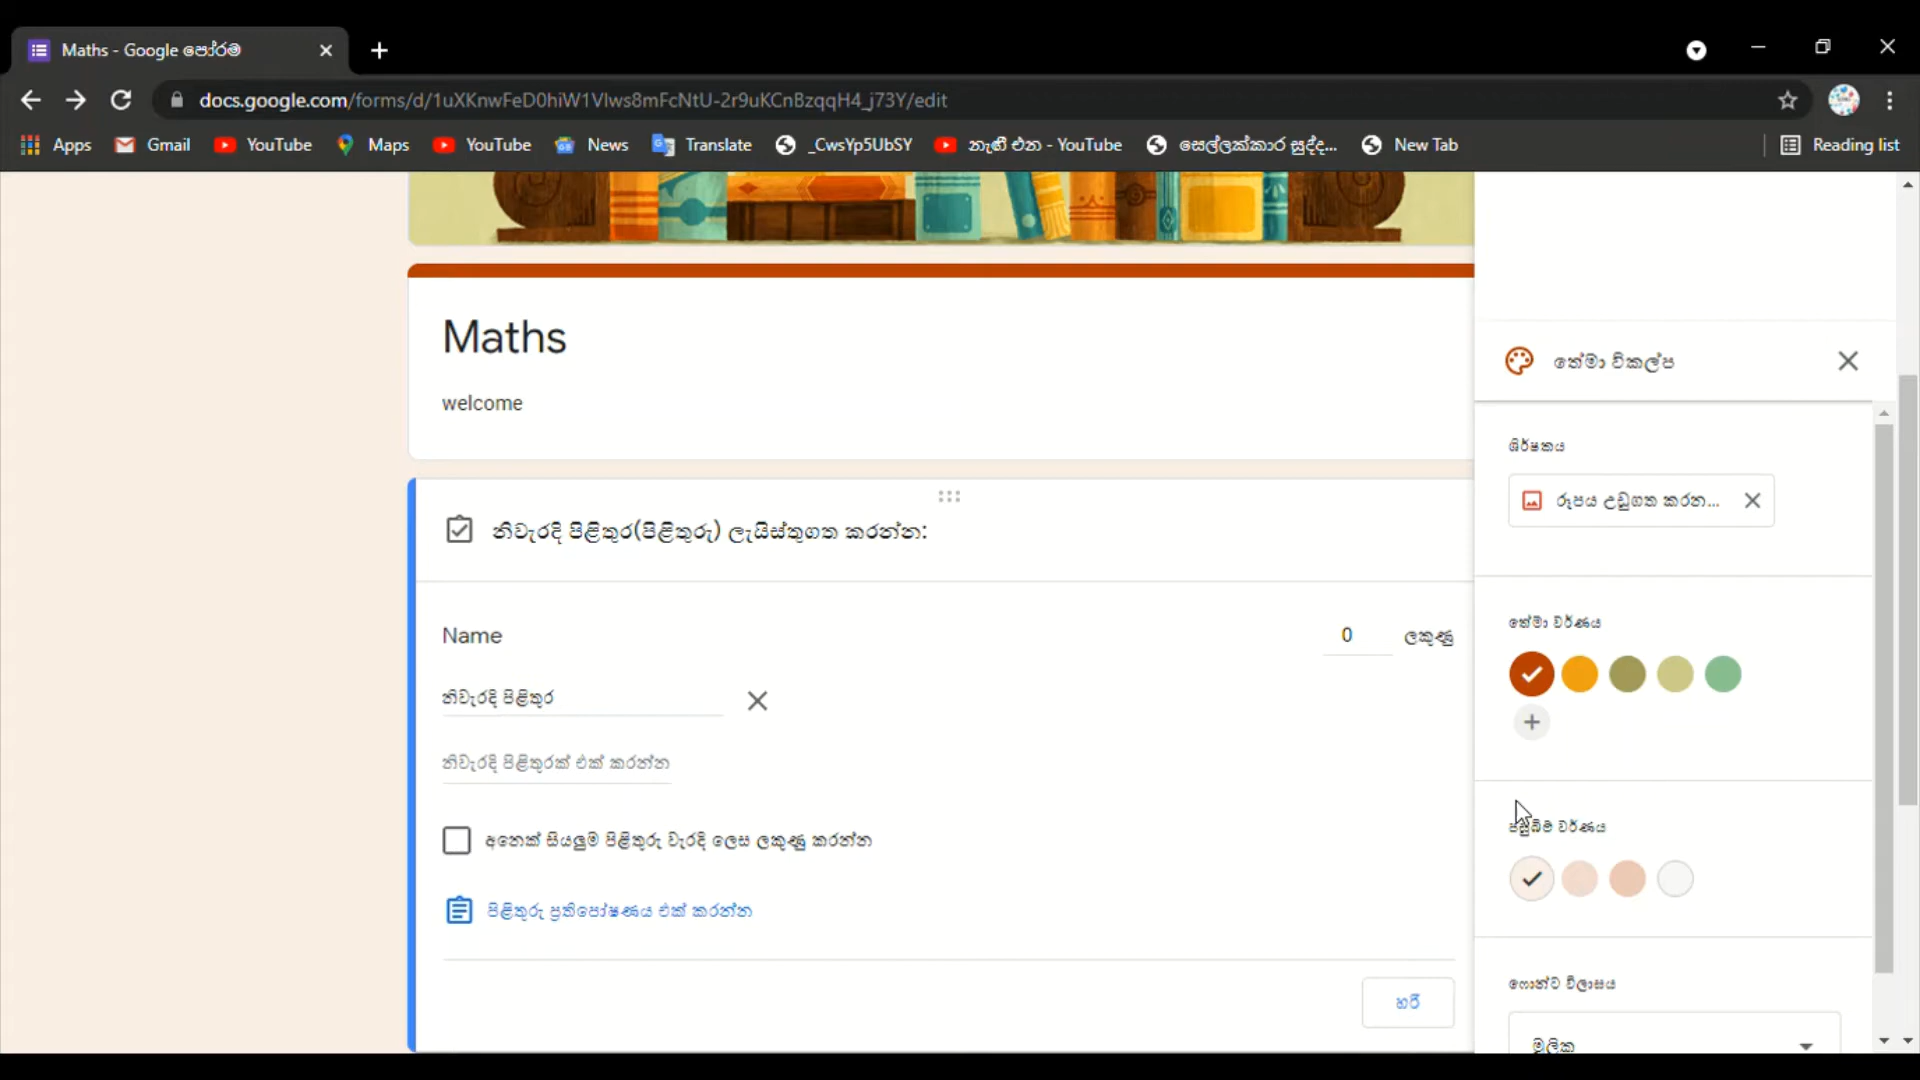 Maths - Google පෝරම
docs.google.com/forms/d/1uXKnwFeD0hiW1Vlws8mFcNtU-2r9uKCnBzqqH4_j73Y/edit
Apps Gmail YouTube Maps YouTube News Translate _CwsYp5UbSY නැඟී එන - YouTube සෙල්ලක්කාර සුද්ද... New Tab Reading list
Maths
welcome
තේමා විකල්ප
ශීර්ෂකය
රූපය උඩුගත කරන...
නිවැරදි පිළිතුර(පිළිතුරු) ලැයිස්තුගත කරන්න:
තේමා වර්ණය
Name 0 ලකුණු
නිවැරදි පිළිතුර
නිවැරදි පිළිතුරක් එක් කරන්න
පසුබිම් වර්ණය
අනෙක් සියලුම පිළිතුරු වැරදි ලෙස ලකුණු කරන්න
පිළිතුරු ප්‍රතිපෝෂණය එක් කරන්න
ෆොන්ට විලාසය
හරි
මූලික